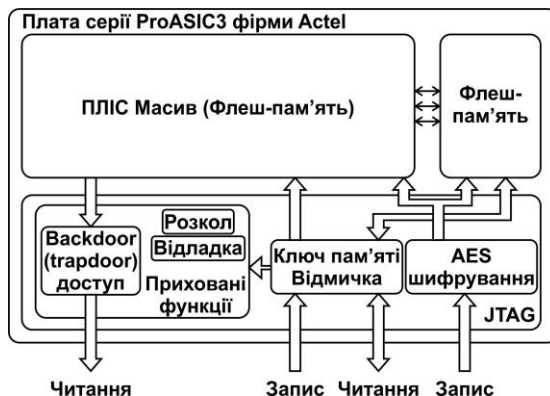 Плата серії ProASIC3 фірми Actel
ПЛІС Масив (Флеш-пам’ять)
Флеш-
пам’ять
Розкол
Відладка
Backdoor
(trapdoor)
доступ
Приховані
функції
Ключ пам’яті
Відмичка
AES
шифрування
JTAG
Читання
Запис
Читання
Запис